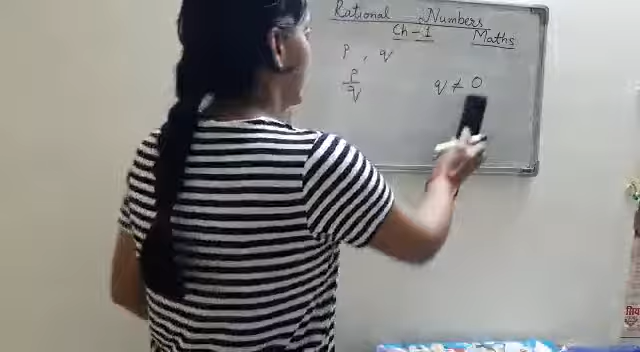 Rational Numbers
Ch-1 Maths
p, q
p/q q ≠ 0